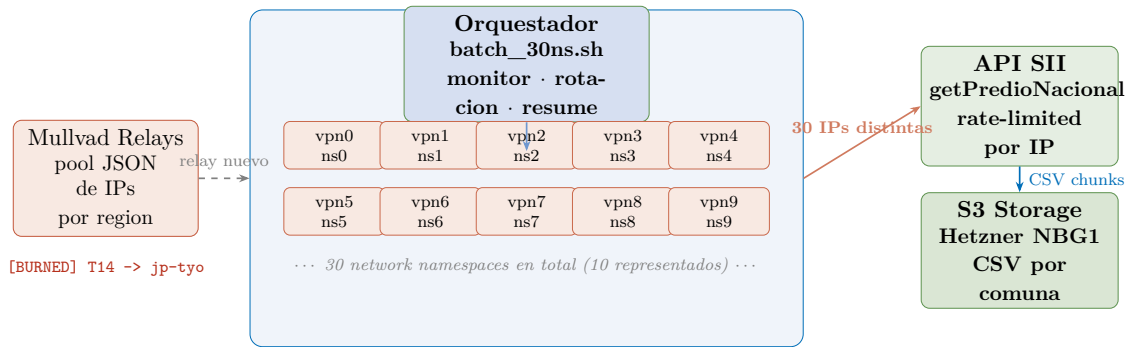 Orquestador
batch_30ns.sh
monitor · rota-
cion · resume
Mullvad Relays
pool JSON
de IPs
por region
[BURNED] T14 -> jp-tyo
relay nuevo
vpn0
ns0
vpn1
ns1
vpn2
ns2
vpn3
ns3
vpn4
ns4
vpn5
ns5
vpn6
ns6
vpn7
ns7
vpn8
ns8
vpn9
ns9
··· 30 network namespaces en total (10 representados) ···
30 IPs distintas
API SII
getPredioNacional
rate-limited
por IP
CSV chunks
S3 Storage
Hetzner NBG1
CSV por
comuna